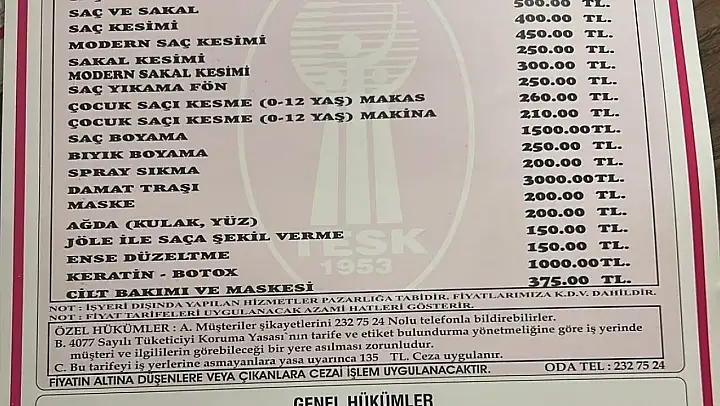 SAÇ VE SAKAL 500.00 TL.
SAÇ KESİMİ 400.00 TL.
MODERN SAÇ KESİMİ 450.00 TL.
SAKAL KESİMİ 250.00 TL.
MODERN SAKAL KESİMİ 300.00 TL.
SAÇ YIKAMA FÖN 250.00 TL.
ÇOCUK SAÇI KESME (0-12 YAŞ) MAKAS 260.00 TL.
ÇOCUK SAÇI KESME (0-12 YAŞ) MAKİNA 210.00 TL.
SAÇ BOYAMA 1500.00TL.
BIYIK BOYAMA 250.00 TL.
SPRAY SIKMA 200.00 TL.
DAMAT TRAŞI 3000.00TL.
MASKE 200.00 TL.
AĞDA (KULAK, YÜZ) 200.00 TL.
JÖLE İLE SAÇA ŞEKİL VERME 150.00 TL.
ENSE DÜZELTME 150.00 TL.
KERATİN - BOTOX 1000.00TL.
CİLT BAKIMI VE MASKESİ 375.00 TL.
TESK
1953
NOT : İŞYERİ DIŞINDA YAPILAN HİZMETLER PAZARLIĞA TABİDİR. FİYATLARIMIZA K.D.V. DAHİLDİR.
NOT : FİYAT TARİFELERİ UYGULANACAK AZAMİ HATLERİ GÖSTERİR.
ÖZEL HÜKÜMLER : A. Müşteriler şikayetlerini 232 75 24 Nolu telefonla bildirebilirler.
B. 4077 Sayılı Tüketiciyi Koruma Yasası'nın tarife ve etiket bulundurma yönetmeliğine göre iş yerinde
müşteri ve ilgililerin görebileceği bir yere asılması zorunludur.
C. Bu tarifeyi iş yerlerine asmayanlara yasa uyarınca 135 TL. Ceza uygulanır.
ODA TEL : 232 75 24
FİYATIN ALTINA DÜŞENLERE VEYA ÇIKANLARA CEZAI İŞLEM UYGULANACAKTIR.
GENEL HÜKÜMLER